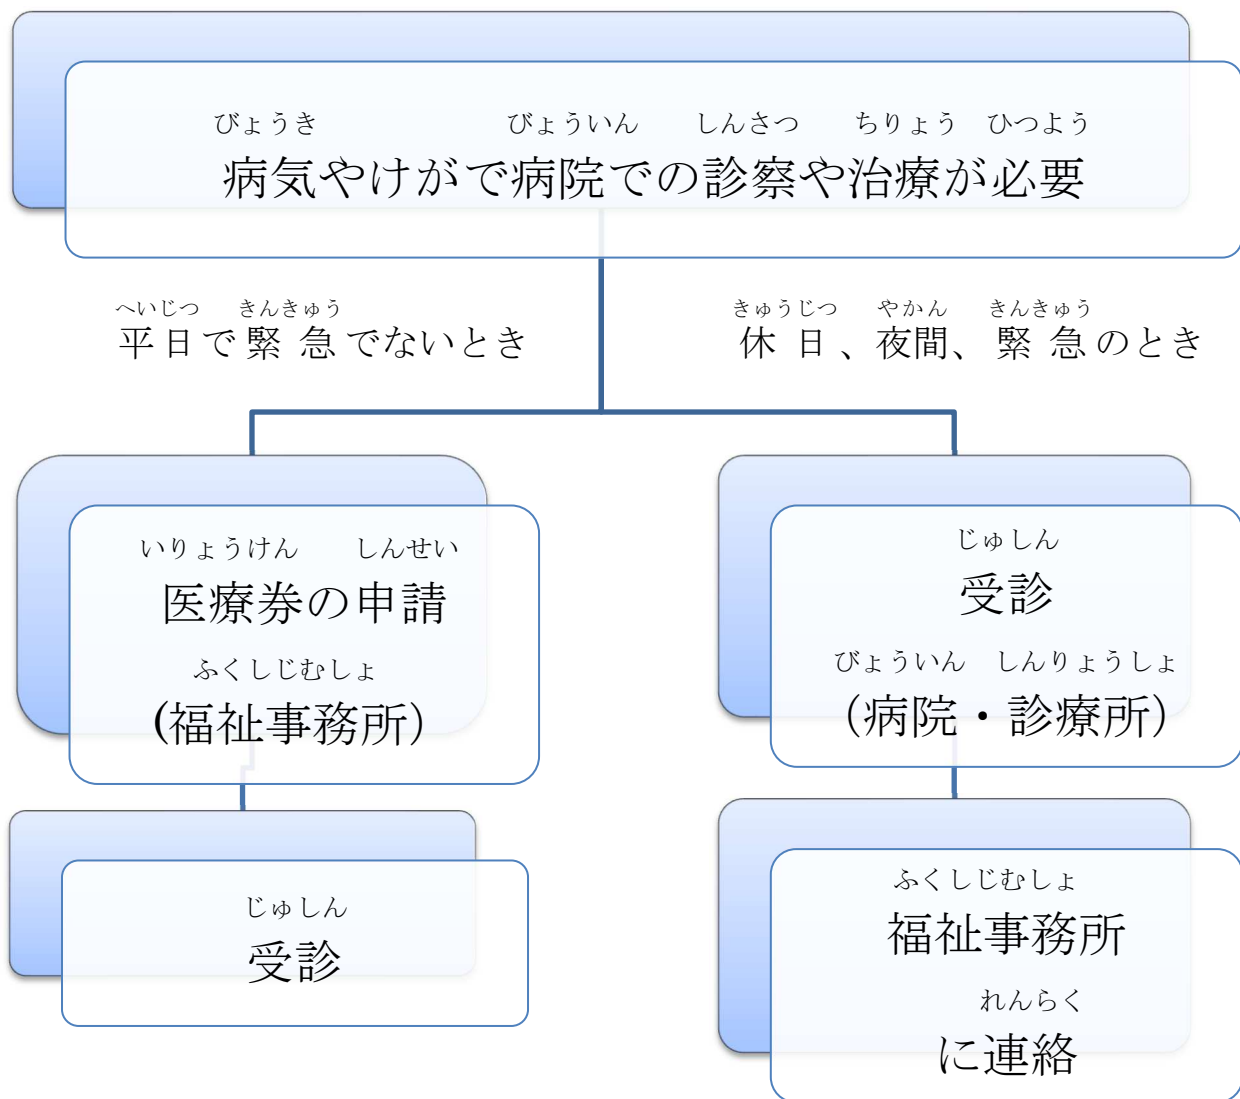 びょうき びょういん しんさつ ちりょう ひつよう
病気やけがで病院での診察や治療が必要
へいじつ きんきゅう
平日で緊急でないとき
きゅうじつ やかん きんきゅう
休日、夜間、緊急のとき
いりょうけん しんせい
医療券の申請
ふくしじむしょ
(福祉事務所)
じゅしん
受診
じゅしん
受診
びょういん しんりょうしょ
(病院・診療所)
ふくしじむしょ
福祉事務所
れんらく
に連絡